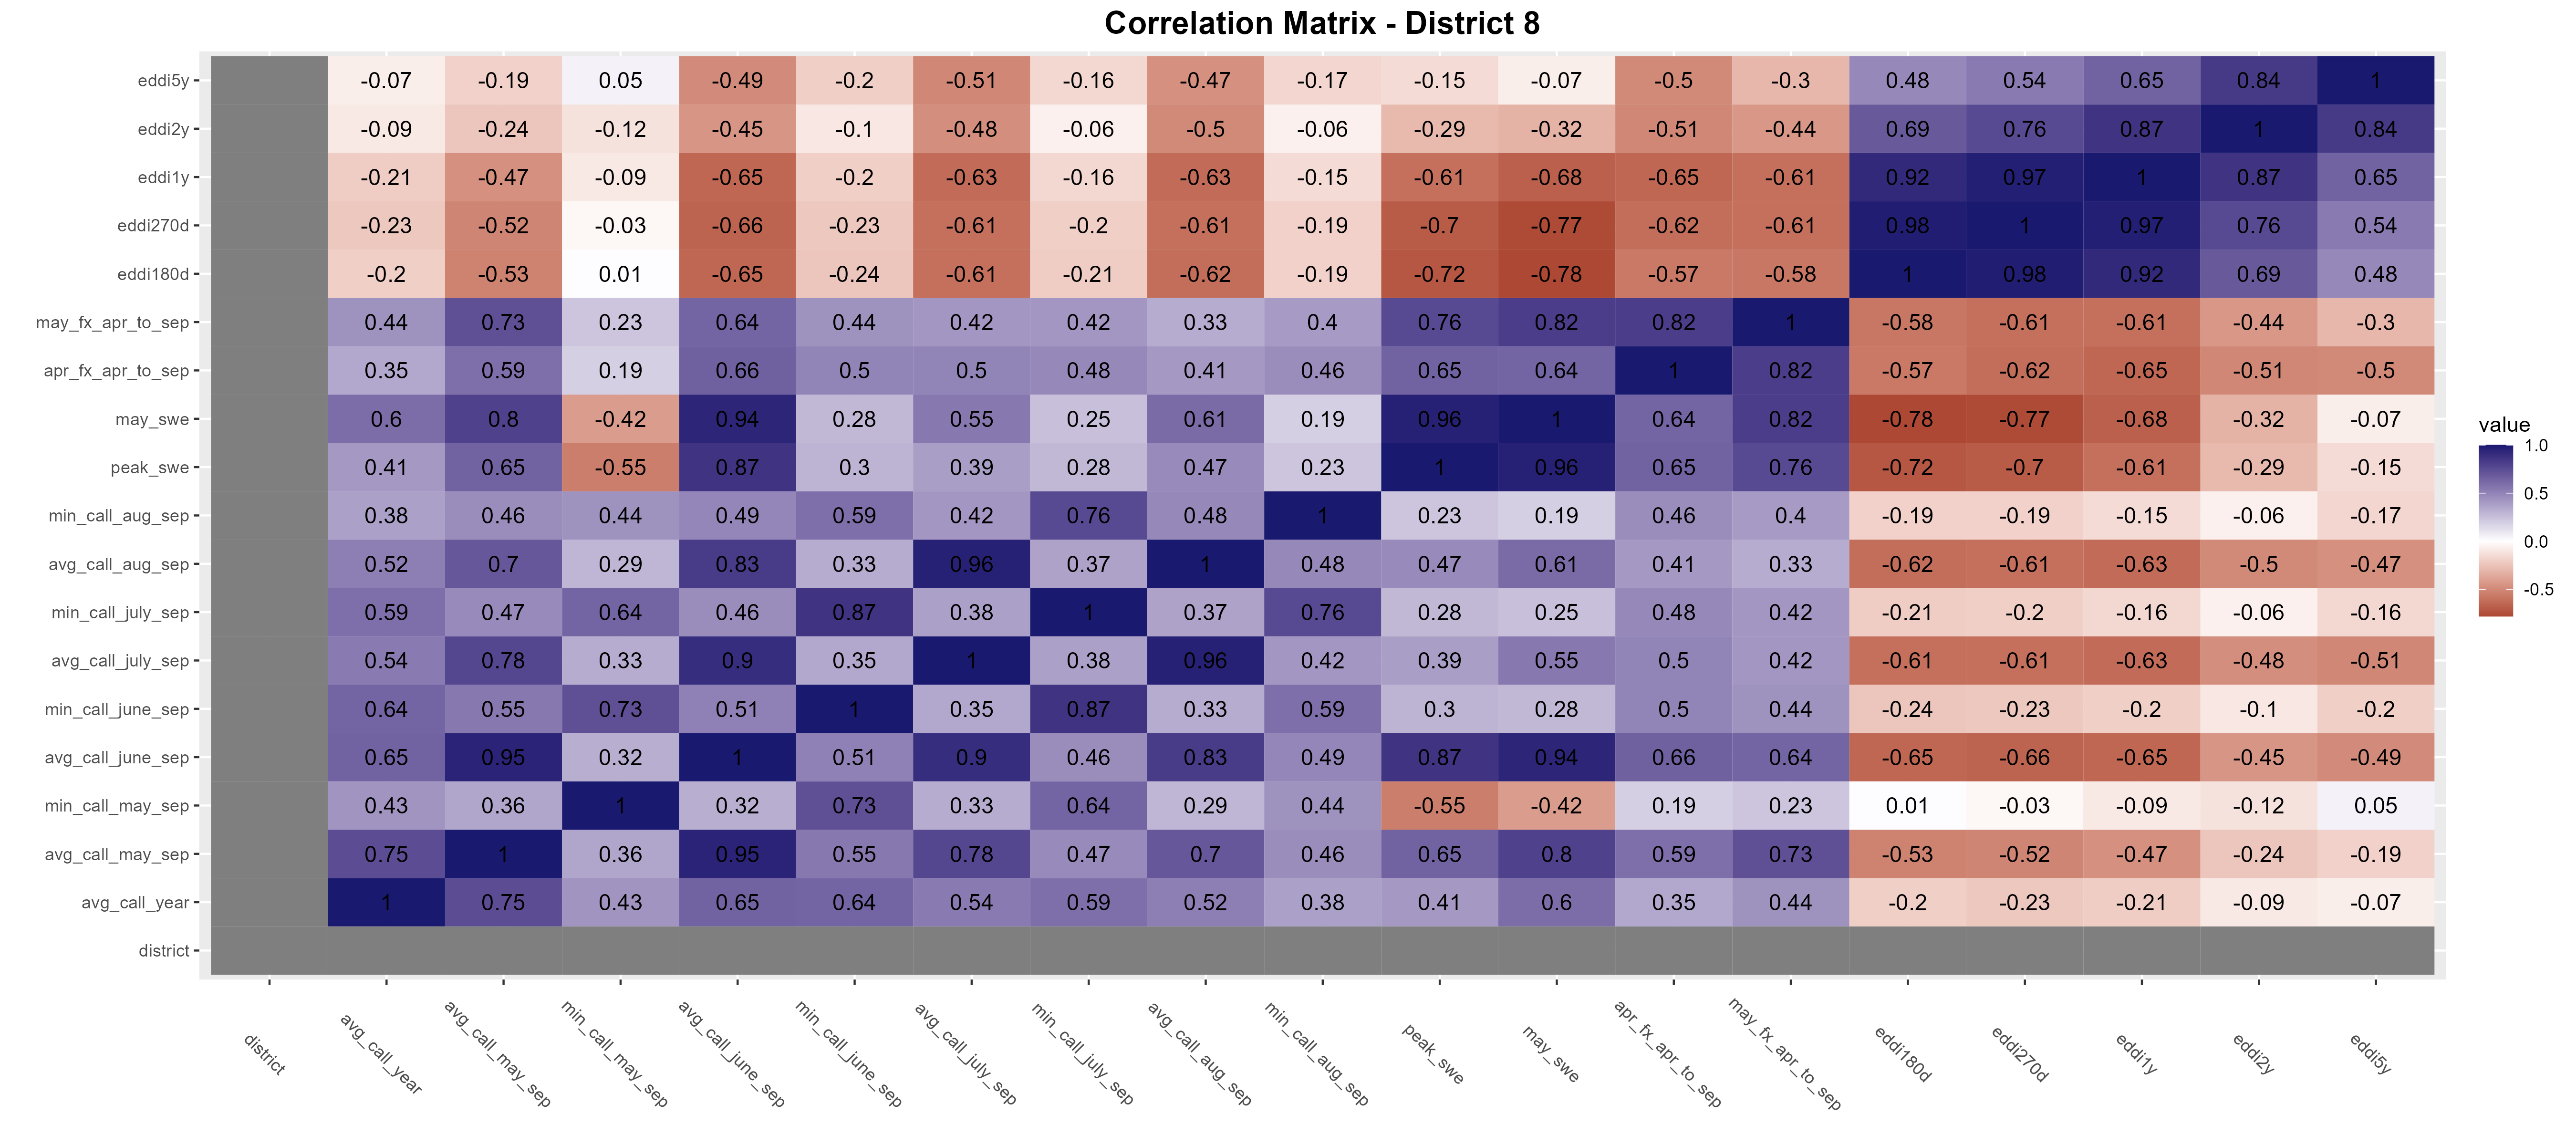 Correlation Matrix - District 8
eddi5y -0.07 -0.19 0.05 -0.49 -0.2 -0.51 -0.16 -0.47 -0.17 -0.15 -0.07 -0.5 -0.3 0.48 0.54 0.65 0.84 1
eddi2y -0.09 -0.24 -0.12 -0.45 -0.1 -0.48 -0.06 -0.5 -0.06 -0.29 -0.32 -0.51 -0.44 0.69 0.76 0.87 1 0.84
eddi1y -0.21 -0.47 -0.09 -0.65 -0.2 -0.63 -0.16 -0.63 -0.15 -0.61 -0.68 -0.65 -0.61 0.92 0.97 1 0.87 0.65
eddi270d -0.23 -0.52 -0.03 -0.66 -0.23 -0.61 -0.2 -0.61 -0.19 -0.7 -0.77 -0.62 -0.61 0.98 1 0.97 0.76 0.54
eddi180d -0.2 -0.53 0.01 -0.65 -0.24 -0.61 -0.21 -0.62 -0.19 -0.72 -0.78 -0.57 -0.58 1 0.98 0.92 0.69 0.48
may_fx_apr_to_sep 0.44 0.73 0.23 0.64 0.44 0.42 0.42 0.33 0.4 0.76 0.82 0.82 1 -0.58 -0.61 -0.61 -0.44 -0.3
apr_fx_apr_to_sep 0.35 0.59 0.19 0.66 0.5 0.5 0.48 0.41 0.46 0.65 0.64 1 0.82 -0.57 -0.62 -0.65 -0.51 -0.5
may_swe 0.6 0.8 -0.42 0.94 0.28 0.55 0.25 0.61 0.19 0.96 1 0.64 0.82 -0.78 -0.77 -0.68 -0.32 -0.07
peak_swe 0.41 0.65 -0.55 0.87 0.3 0.39 0.28 0.47 0.23 1 0.96 0.65 0.76 -0.72 -0.7 -0.61 -0.29 -0.15
min_call_aug_sep 0.38 0.46 0.44 0.49 0.59 0.42 0.76 0.48 1 0.23 0.19 0.46 0.4 -0.19 -0.19 -0.15 -0.06 -0.17
avg_call_aug_sep 0.52 0.7 0.29 0.83 0.33 0.96 0.37 1 0.48 0.47 0.61 0.41 0.33 -0.62 -0.61 -0.63 -0.5 -0.47
min_call_july_sep 0.59 0.47 0.64 0.46 0.87 0.38 1 0.37 0.76 0.28 0.25 0.48 0.42 -0.21 -0.2 -0.16 -0.06 -0.16
avg_call_july_sep 0.54 0.78 0.33 0.9 0.35 1 0.38 0.96 0.42 0.39 0.55 0.5 0.42 -0.61 -0.61 -0.63 -0.48 -0.51
min_call_june_sep 0.64 0.55 0.73 0.51 1 0.35 0.87 0.33 0.59 0.3 0.28 0.5 0.44 -0.24 -0.23 -0.2 -0.1 -0.2
avg_call_june_sep 0.65 0.95 0.32 1 0.51 0.9 0.46 0.83 0.49 0.87 0.94 0.66 0.64 -0.65 -0.66 -0.65 -0.45 -0.49
min_call_may_sep 0.43 0.36 1 0.32 0.73 0.33 0.64 0.29 0.44 -0.55 -0.42 0.19 0.23 0.01 -0.03 -0.09 -0.12 0.05
avg_call_may_sep 0.75 1 0.36 0.95 0.55 0.78 0.47 0.7 0.46 0.65 0.8 0.59 0.73 -0.53 -0.52 -0.47 -0.24 -0.19
avg_call_year 1 0.75 0.43 0.65 0.64 0.54 0.59 0.52 0.38 0.41 0.6 0.35 0.44 -0.2 -0.23 -0.21 -0.09 -0.07
district
district avg_call_year avg_call_may_sep min_call_may_sep avg_call_june_sep min_call_june_sep avg_call_july_sep min_call_july_sep avg_call_aug_sep min_call_aug_sep peak_swe may_swe apr_fx_apr_to_sep may_fx_apr_to_sep eddi180d eddi270d eddi1y eddi2y eddi5y
value
1.0
0.5
0.0
-0.5